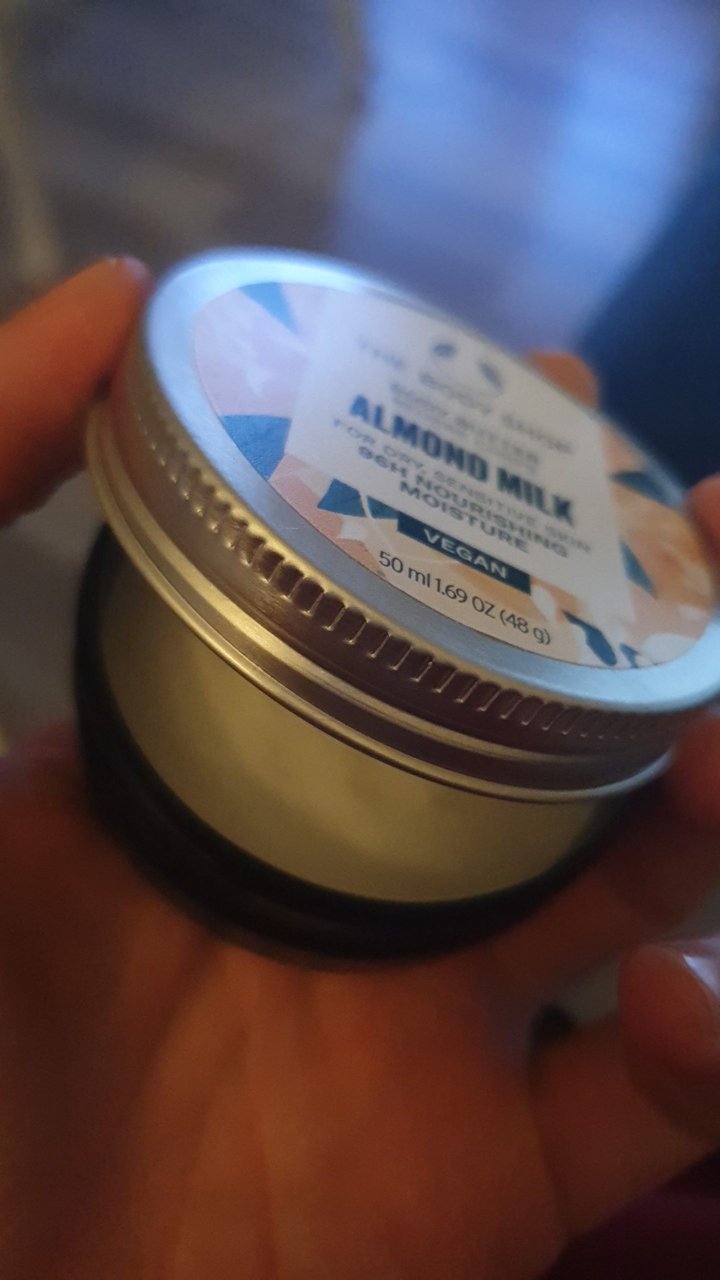 THE BODY SHOP
BODY BUTTER
ALMOND MILK
FOR DRY, SENSITIVE SKIN
96H NOURISHING
MOISTURE
VEGAN
50 ml 1.69 OZ (48 g)